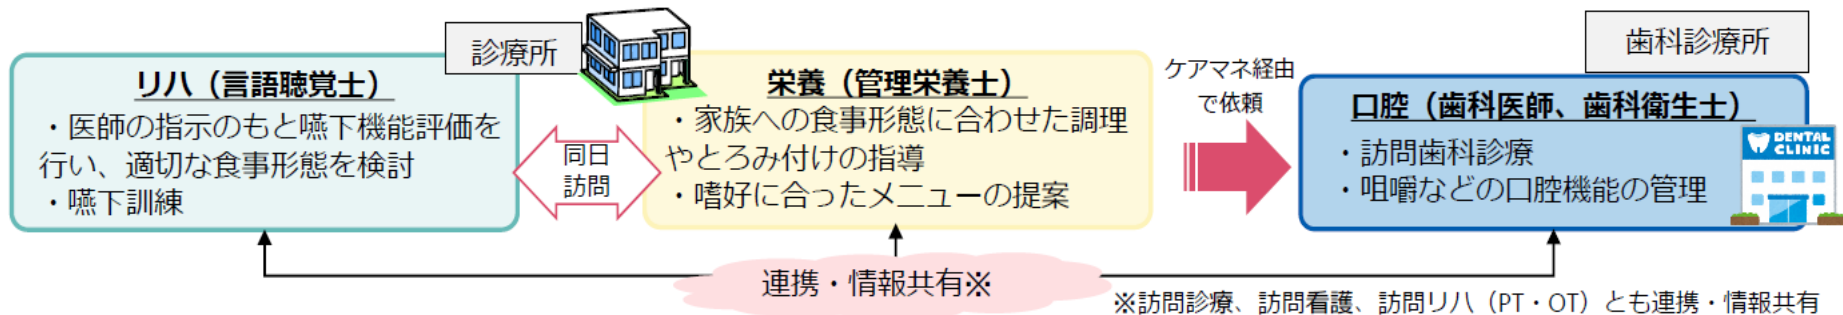 診療所
リハ（言語聴覚士）
・医師の指示のもと嚥下機能評価を
行い、適切な食事形態を検討
・嚥下訓練
同日
訪問
栄養（管理栄養士）
・家族への食事形態に合わせた調理
やとろみ付けの指導
・嗜好に合ったメニューの提案
ケアマネ経由
で依頼
歯科診療所
口腔（歯科医師、歯科衛生士）
・訪問歯科診療
・咀嚼などの口腔機能の管理
DENTAL
CLINIC
連携・情報共有※
※訪問診療、訪問看護、訪問リハ（PT・OT）とも連携・情報共有